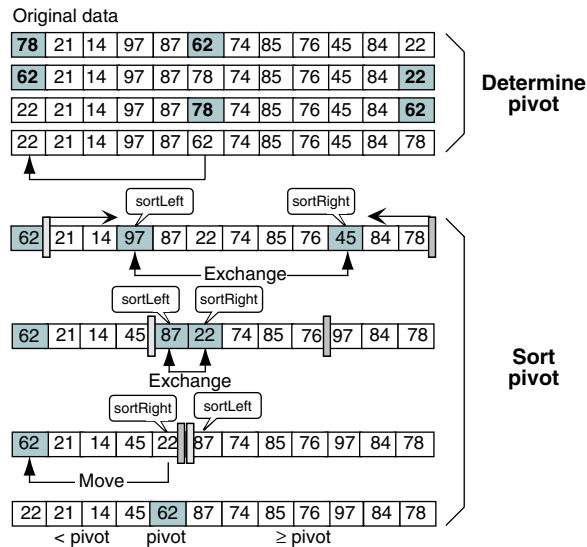 Original data
78 21 14 97 87 62 74 85 76 45 84 22
62 21 14 97 87 78 74 85 76 45 84 22
22 21 14 97 87 78 74 85 76 45 84 62
22 21 14 97 87 62 74 85 76 45 84 78
Determine
pivot
sortLeft sortRight
62 21 14 97 87 22 74 85 76 45 84 78
Exchange
sortLeft sortRight
62 21 14 45 87 22 74 85 76 97 84 78
Exchange
sortRight sortLeft
62 21 14 45 22 87 74 85 76 97 84 78
Move
22 21 14 45 62 87 74 85 76 97 84 78
< pivot pivot ≥ pivot
Sort
pivot